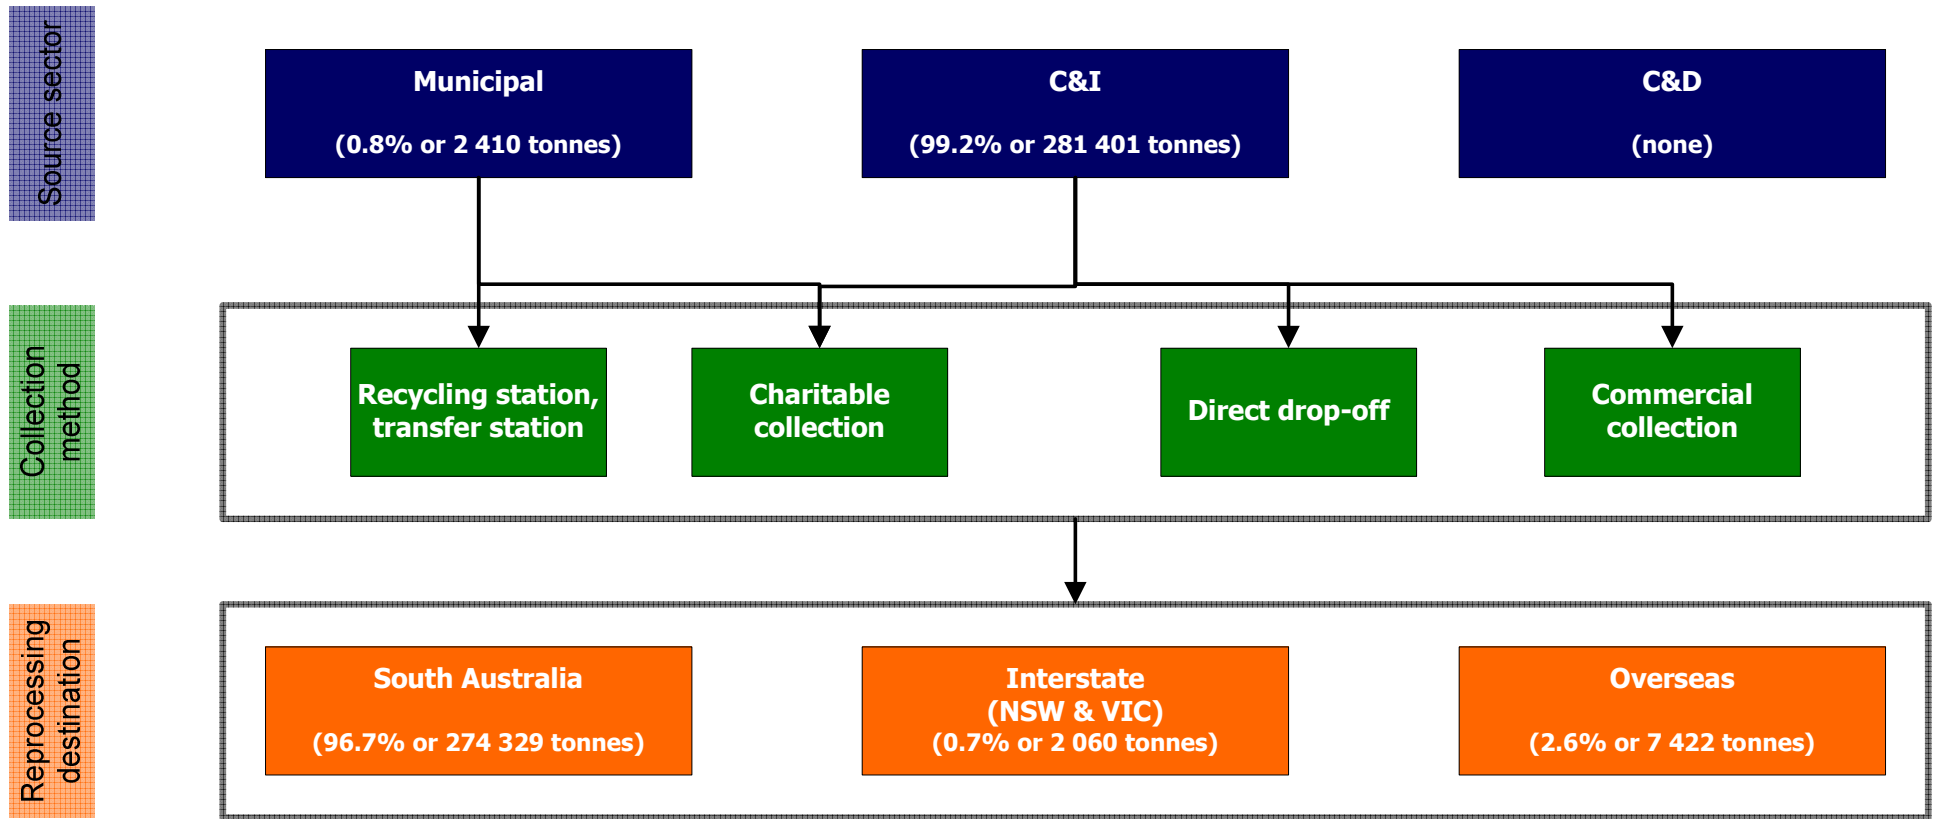 Source sector
Municipal
(0.8% or 2 410 tonnes)
C&I
(99.2% or 281 401 tonnes)
C&D
(none)
Collection
method
Recycling station,
transfer station
Charitable
collection
Direct drop-off
Commercial
collection
Reprocessing
destination
South Australia
(96.7% or 274 329 tonnes)
Interstate
(NSW & VIC)
(0.7% or 2 060 tonnes)
Overseas
(2.6% or 7 422 tonnes)